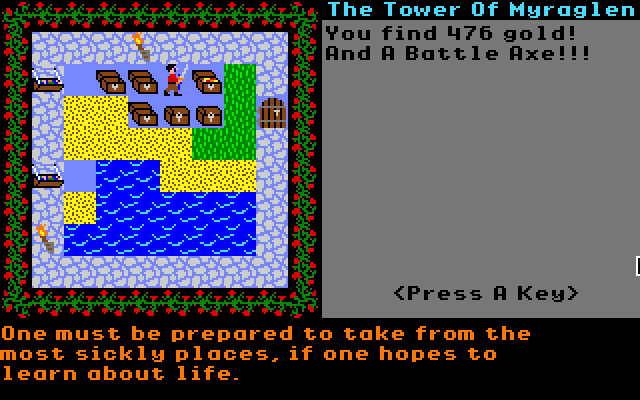 The Tower Of Myraglen
You find 476 gold!
And A Battle Axe!!!
<Press A Key>
One must be prepared to take from the
most sickly places, if one hopes to
learn about life.